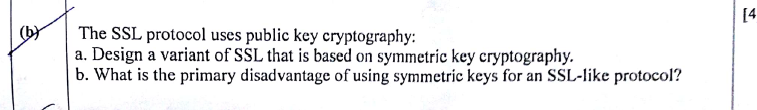 [4
(b) The SSL protocol uses public key cryptography:
a. Design a variant of SSL that is based on symmetric key cryptography.
b. What is the primary disadvantage of using symmetric keys for an SSL-like protocol?